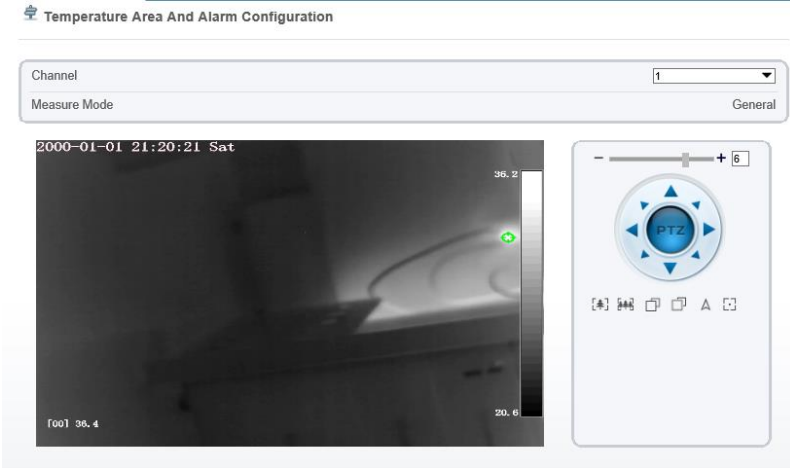 Temperature Area And Alarm Configuration
Channel
1
Measure Mode
General
2000-01-01 21:20:21 Sat
36.2
20.6
[00] 36.4
6
PTZ